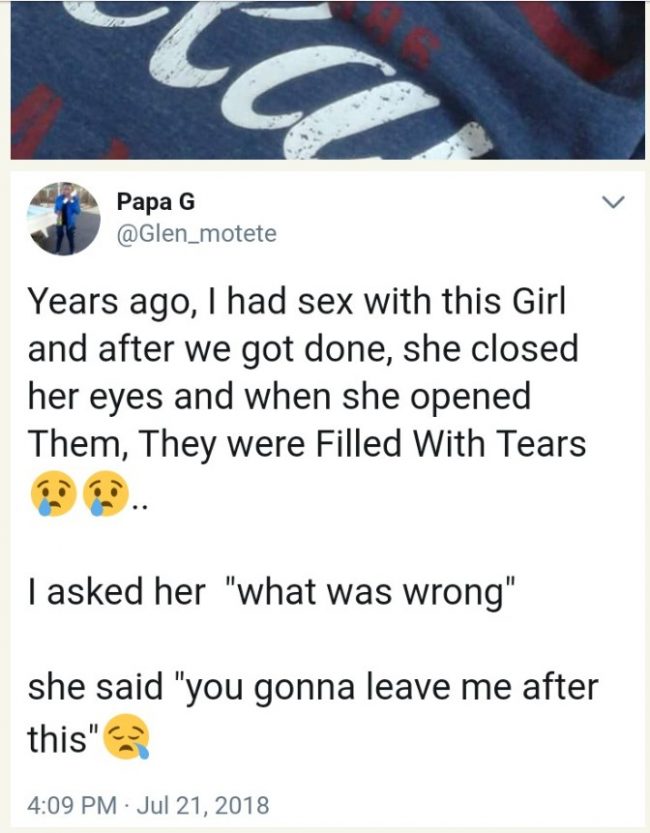 Papa G
@Glen_motete
Years ago, I had sex with this Girl
and after we got done, she closed
her eyes and when she opened
Them, They were Filled With Tears
😢😢..
I asked her  "what was wrong"
she said "you gonna leave me after
this"😪
4:09 PM · Jul 21, 2018